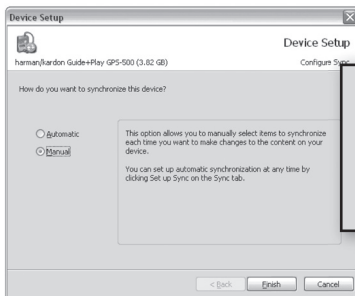 Device Setup
Device Setup
harman/kardon Guide+Play GPS-500 (3.82 GB)
Configure Sync
How do you want to synchronize this device?
Automatic
Manual
This option allows you to manually select items to synchronize
each time you want to make changes to the content on your
device.
You can set up automatic synchronization at any time by
clicking Set up Sync on the Sync tab.
< Back
Finish
Cancel